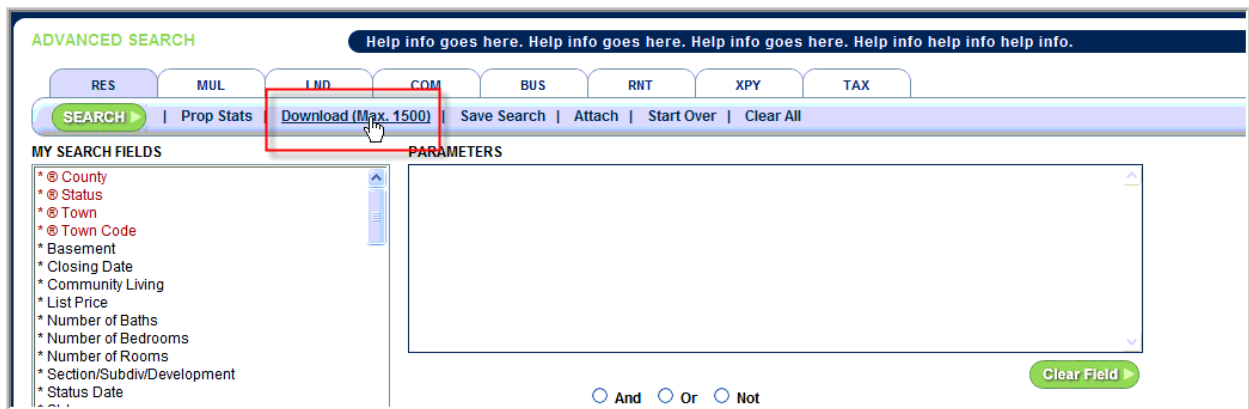 ADVANCED SEARCH
Help info goes here. Help info goes here. Help info goes here. Help info help info help info.
RES MUL LND COM BUS RNT XPY TAX
SEARCH | Prop Stats | Download (Max. 1500) | Save Search | Attach | Start Over | Clear All
MY SEARCH FIELDS
PARAMETERS
* ® County
* ® Status
* ® Town
* ® Town Code
* Basement
* Closing Date
* Community Living
* List Price
* Number of Baths
* Number of Bedrooms
* Number of Rooms
* Section/Subdiv/Development
* Status Date
Clear Field
And Or Not